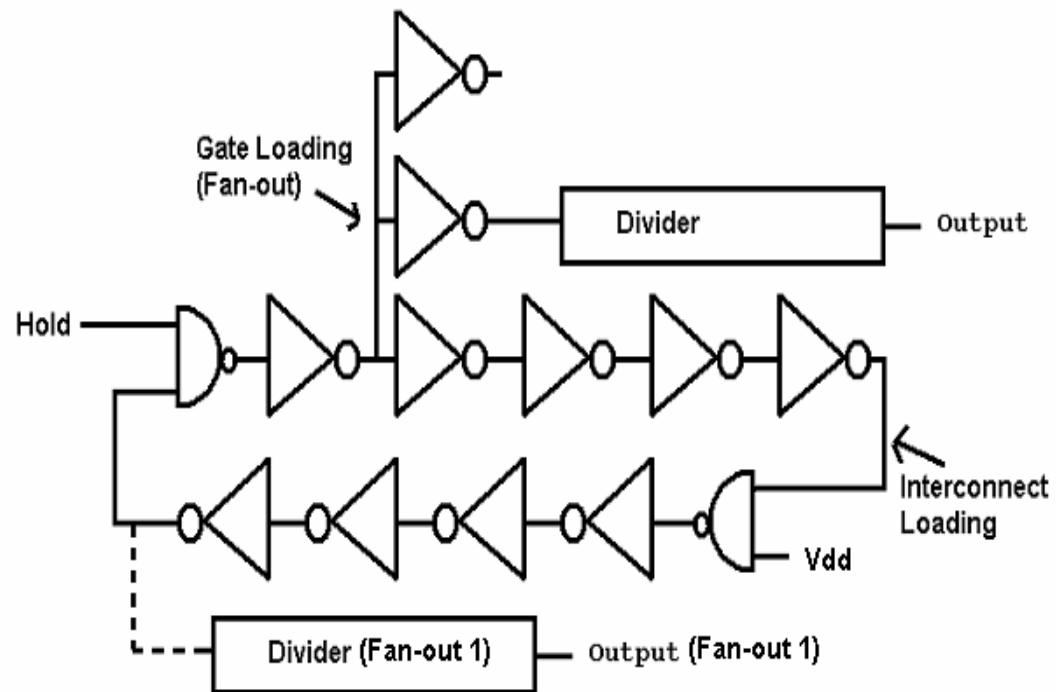 Gate Loading
(Fan-out)
Divider
Output
Hold
Interconnect
Loading
Vdd
Divider (Fan-out 1)
Output (Fan-out 1)